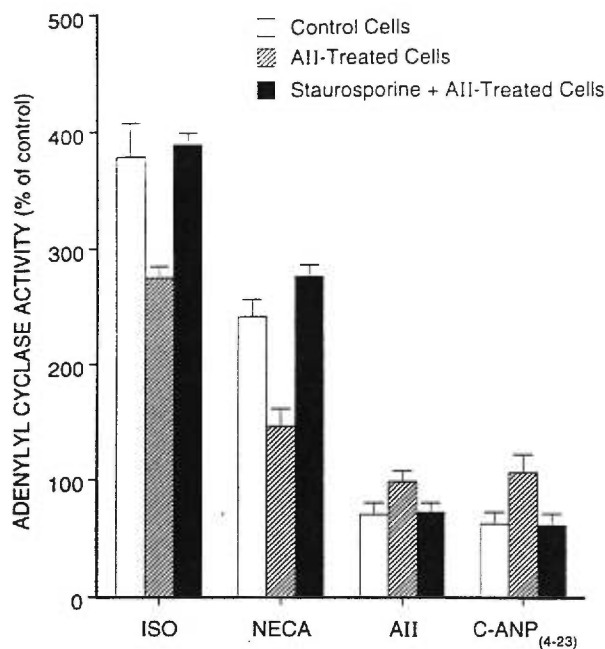 500
400
300
200
100
0
ADENYLYL CYCLASE ACTIVITY (% of control)
Control Cells
AII-Treated Cells
Staurosporine + AII-Treated Cells
ISO NECA AII C-ANP(4-23)